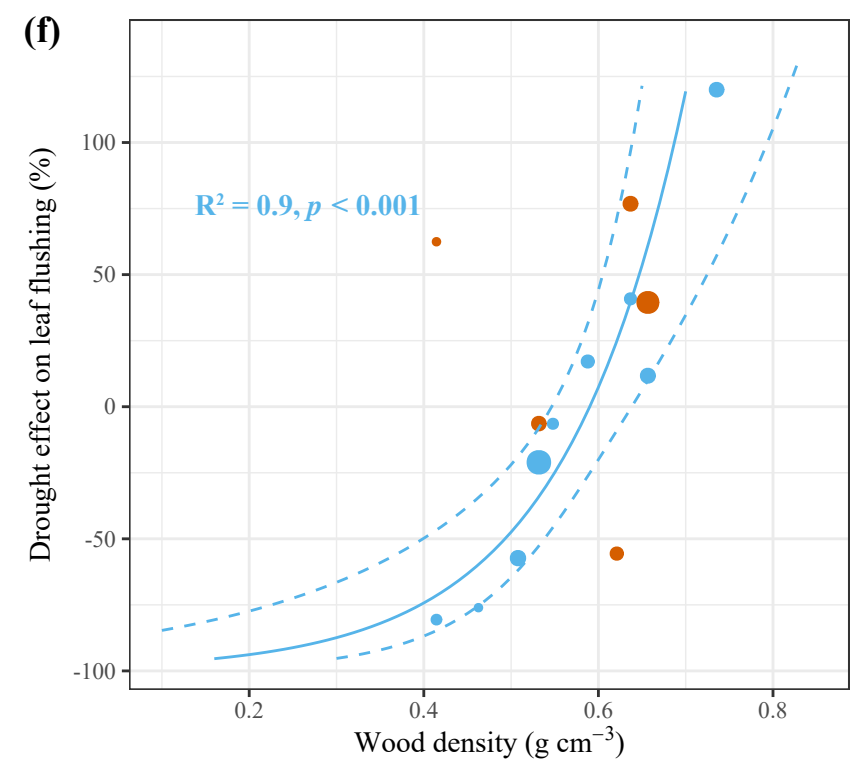 (f)
Drought effect on leaf flushing (%)
100
50
0
-50
-100
R² = 0.9, p < 0.001
0.2 0.4 0.6 0.8
Wood density (g cm⁻³)